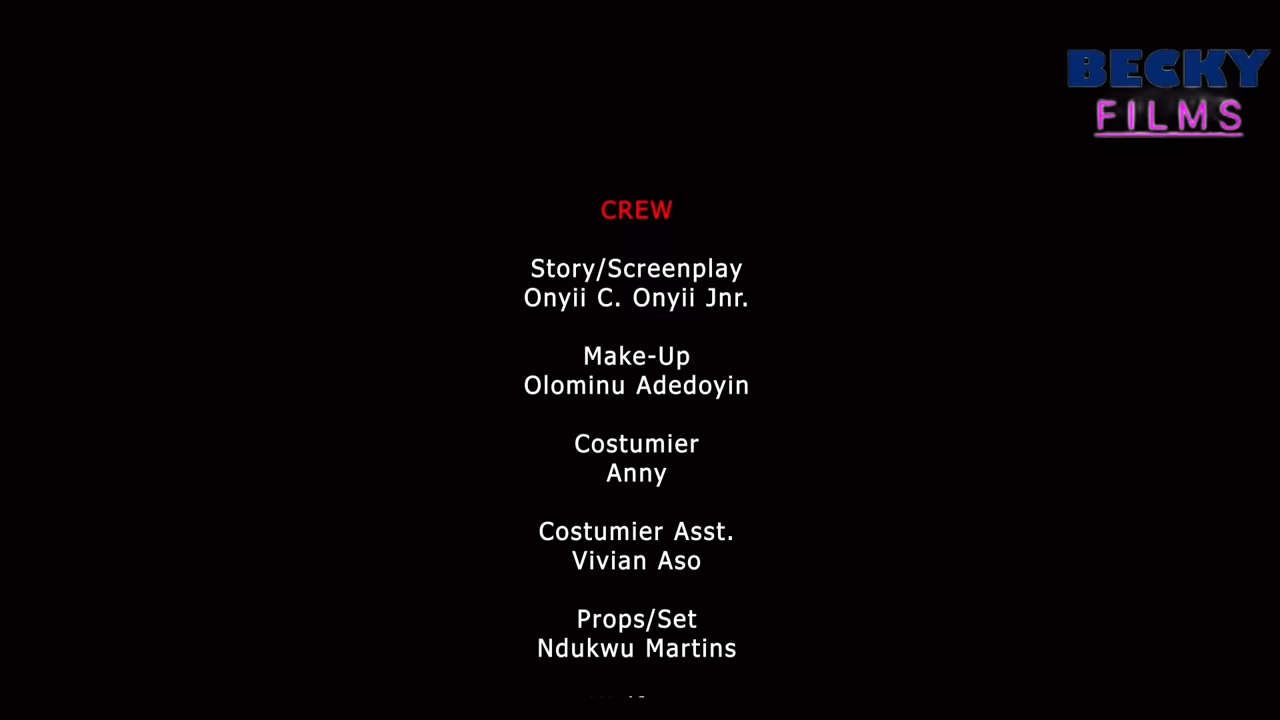 BECKY
FILMS
CREW
Story/Screenplay
Onyii C. Onyii Jnr.
Make-Up
Olominu Adedoyin
Costumier
Anny
Costumier Asst.
Vivian Aso
Props/Set
Ndukwu Martins